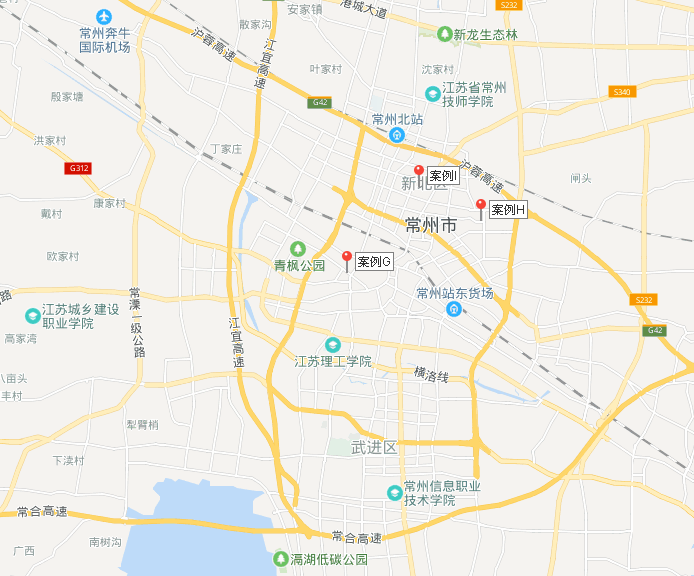 港城大道
S232
安家镇
散家沟
常州奔牛
国际机场
沪蓉高速
江宜高速
新龙生态林
叶家村
沈家村
殷家塘
江苏省常州
技师学院
S340
G42
常州北站
洪家村
丁家庄
G312
沪蓉高速
案例I
新北区
闸头
康家村
戴村
案例H
常州市
欧家村
青枫公园
案例G
常州站东货场
S232
路
常溧一级公路
江苏城乡建设
职业学院
高家湾
江宜高速
G42
江苏理工学院
横洛线
八亩头
丰村
犁臂梢
武进区
下渎村
常州信息职业
技术学院
常合高速
常合高速
广西
南树沟
滆湖低碳公园